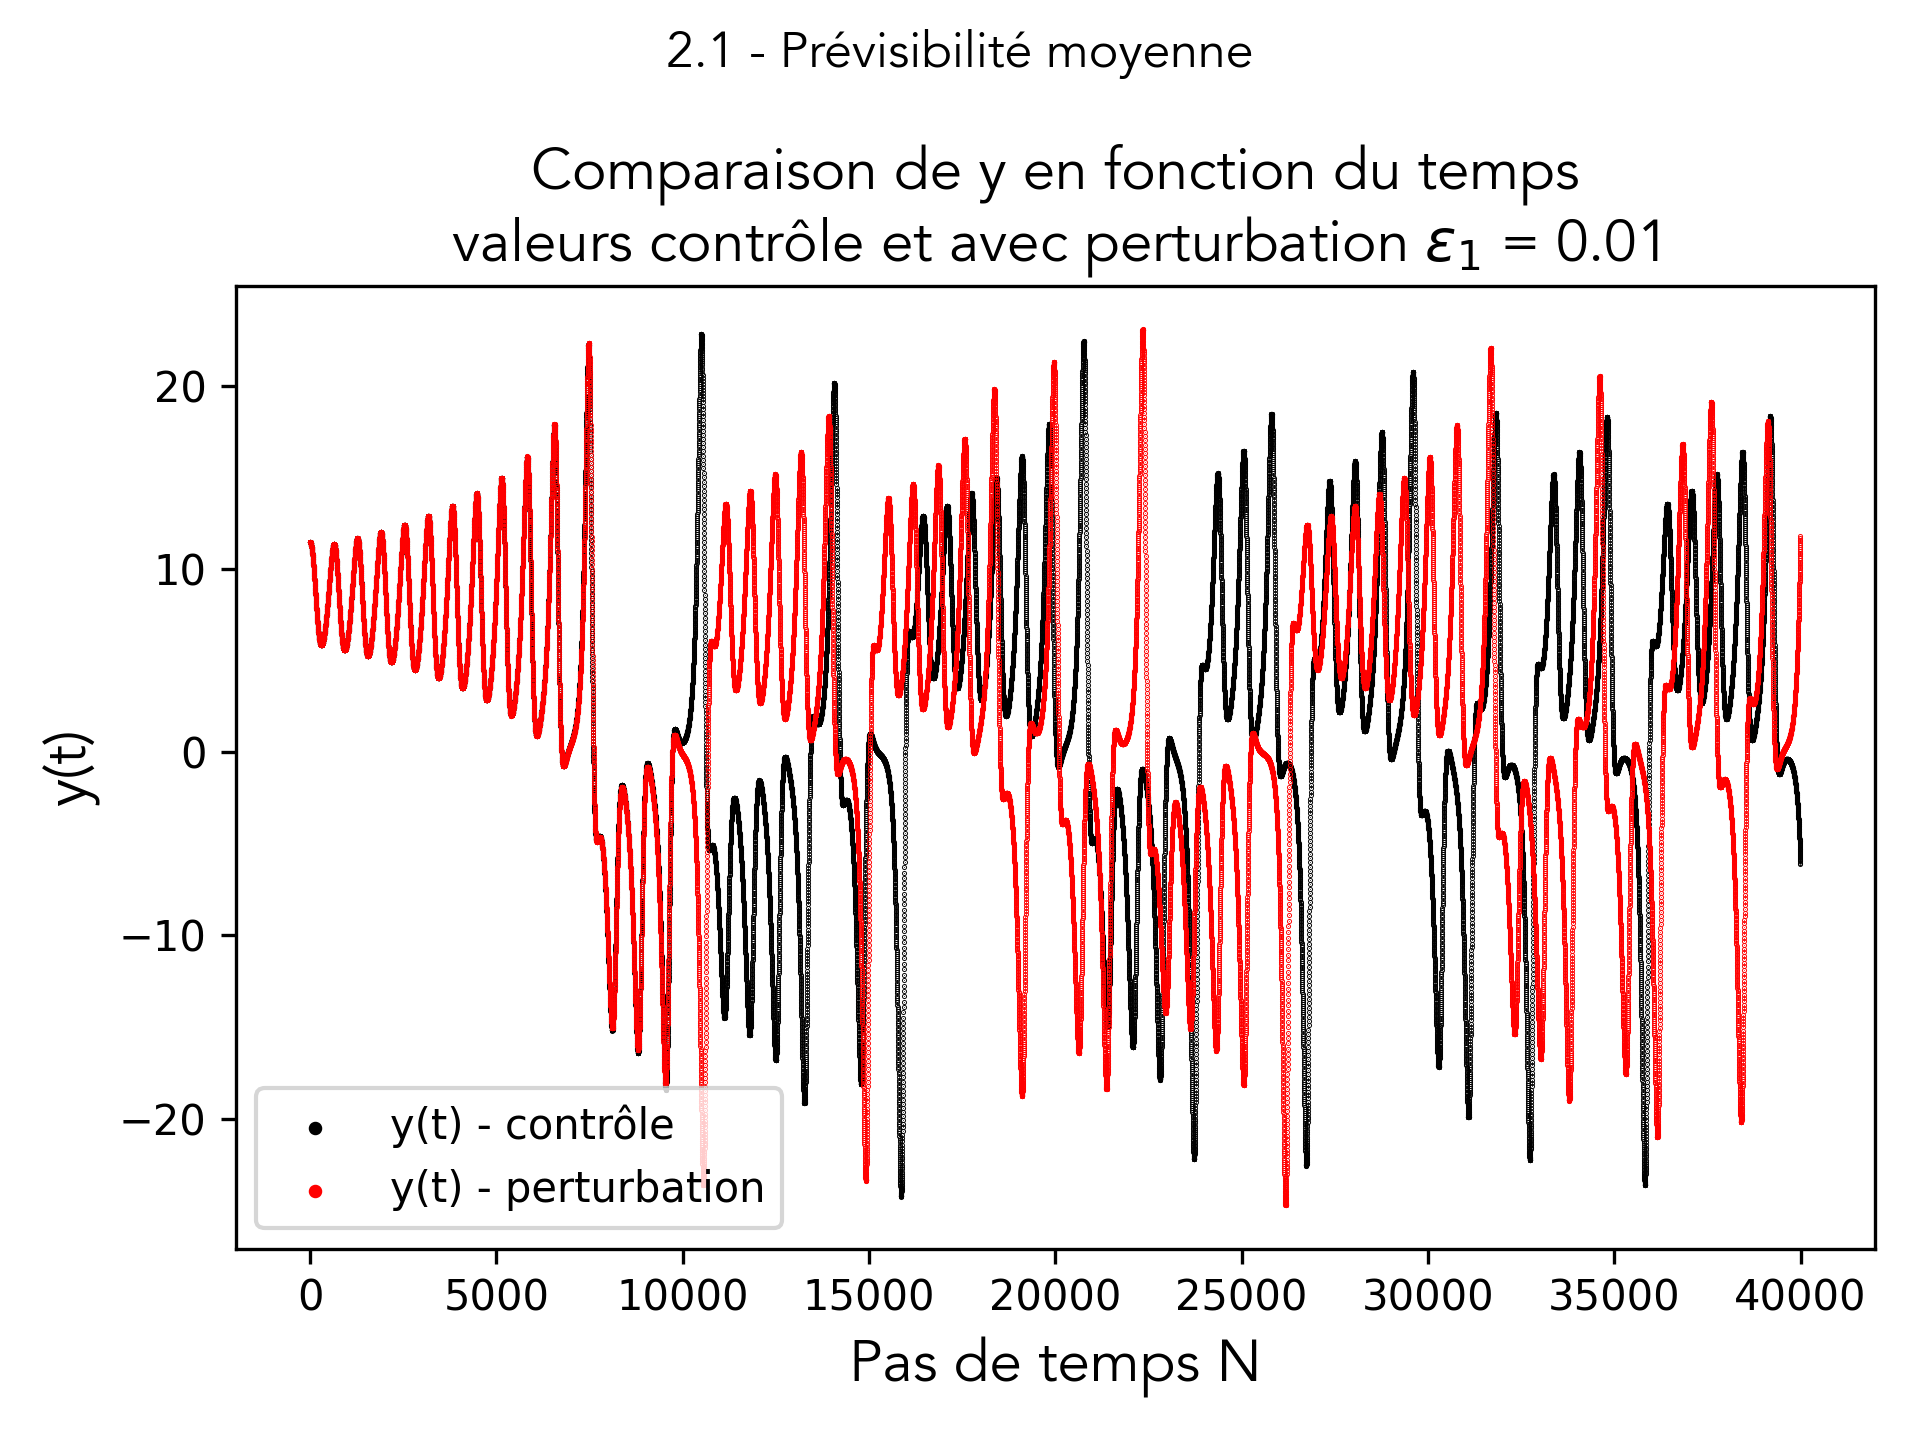 2.1 - Prévisibilité moyenne
Comparaison de y en fonction du temps
valeurs contrôle et avec perturbation ε₁ = 0.01
y(t)
20
10
0
−10
−20
y(t) - contrôle
y(t) - perturbation
0 5000 10000 15000 20000 25000 30000 35000 40000
Pas de temps N